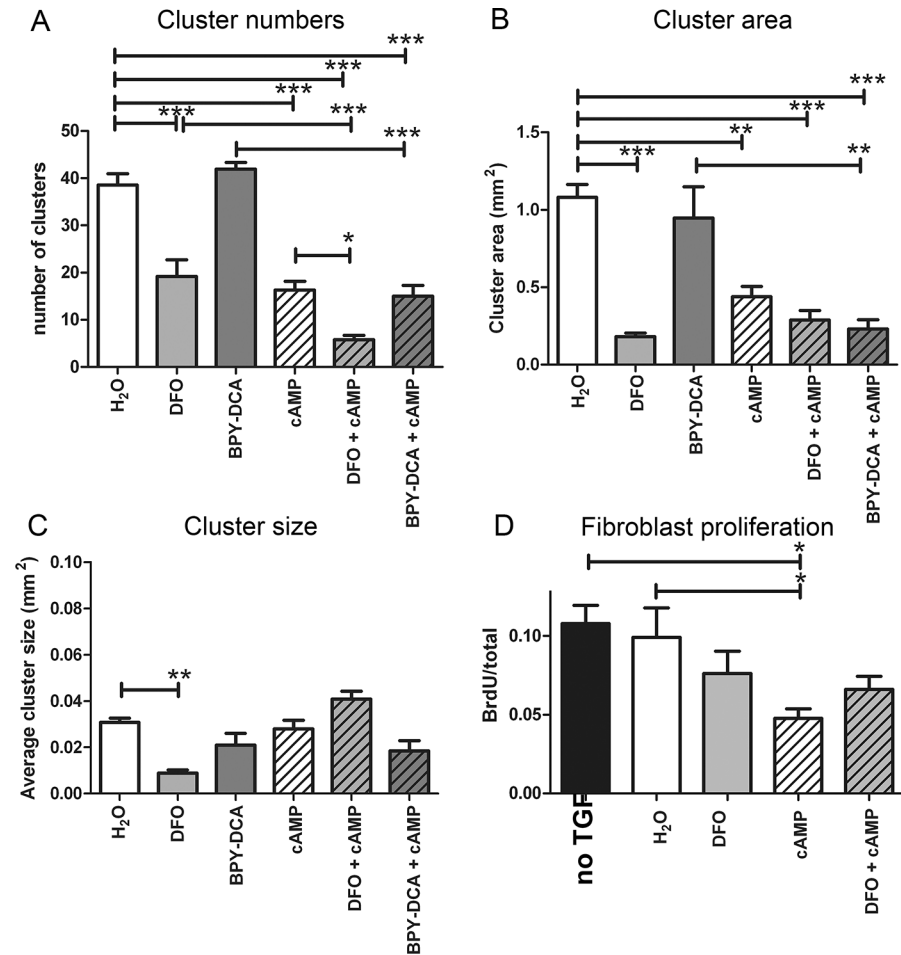 A
Cluster numbers
***
***
***
***
***
***
*
number of clusters
50
40
30
20
10
0
H2O
DFO
BPY-DCA
cAMP
DFO + cAMP
BPY-DCA + cAMP
B
Cluster area
***
***
**
***
**
Cluster area (mm2)
1.5
1.0
0.5
0.0
H2O
DFO
BPY-DCA
cAMP
DFO + cAMP
BPY-DCA + cAMP
C
Cluster size
**
Average cluster size (mm2)
0.10
0.08
0.06
0.04
0.02
0.00
H2O
DFO
BPY-DCA
cAMP
DFO + cAMP
BPY-DCA + cAMP
D
Fibroblast proliferation
*
*
BrdU/total
0.10
0.05
0.00
no TGF
H2O
DFO
cAMP
DFO + cAMP